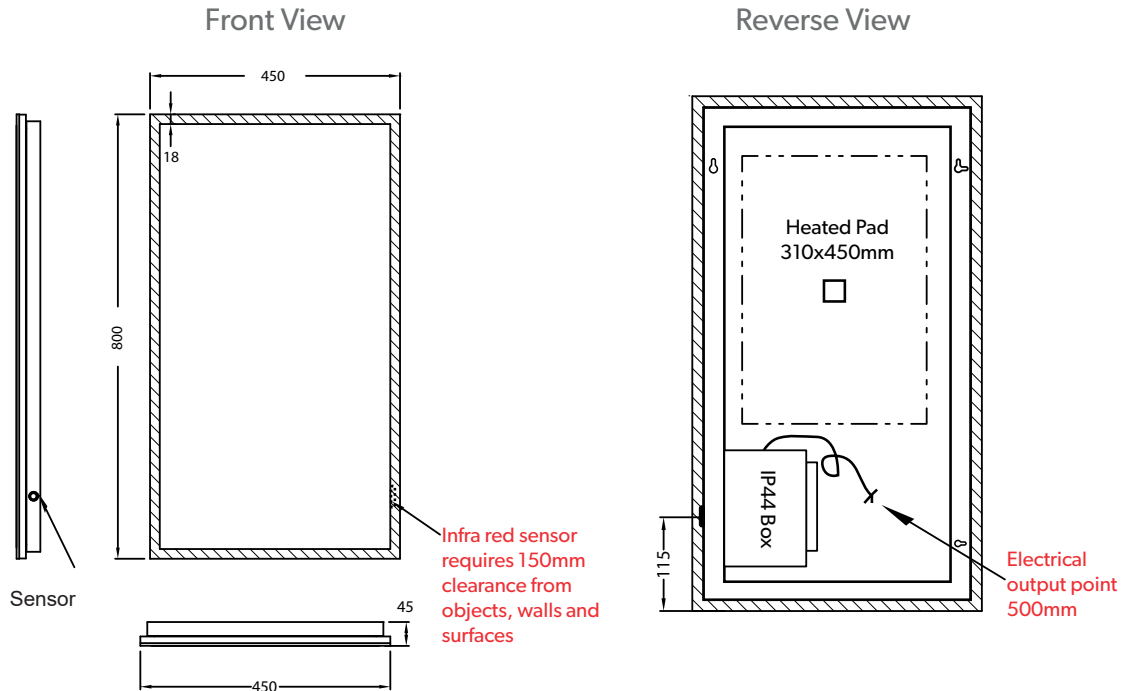 Front View
Reverse View
450
18
800
Sensor
Infra red sensor
requires 150mm
clearance from
objects, walls and
surfaces
45
450
Heated Pad
310x450mm
IP44 Box
115
Electrical
output point
500mm